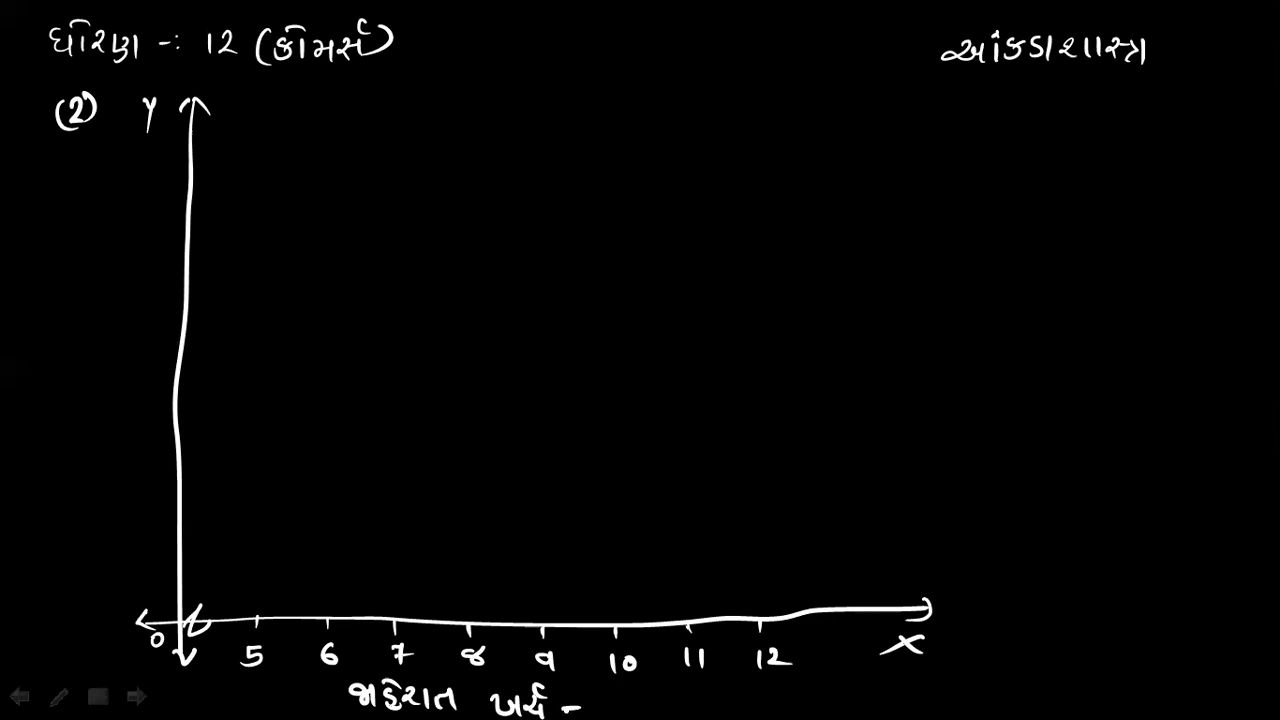 ધોરણ -: 12 (કોમર્સ)
આંકડાશાસ્ત્ર
(2) Y
0 5 6 7 8 9 10 11 12 X
જાહેરાત ખર્ચ -